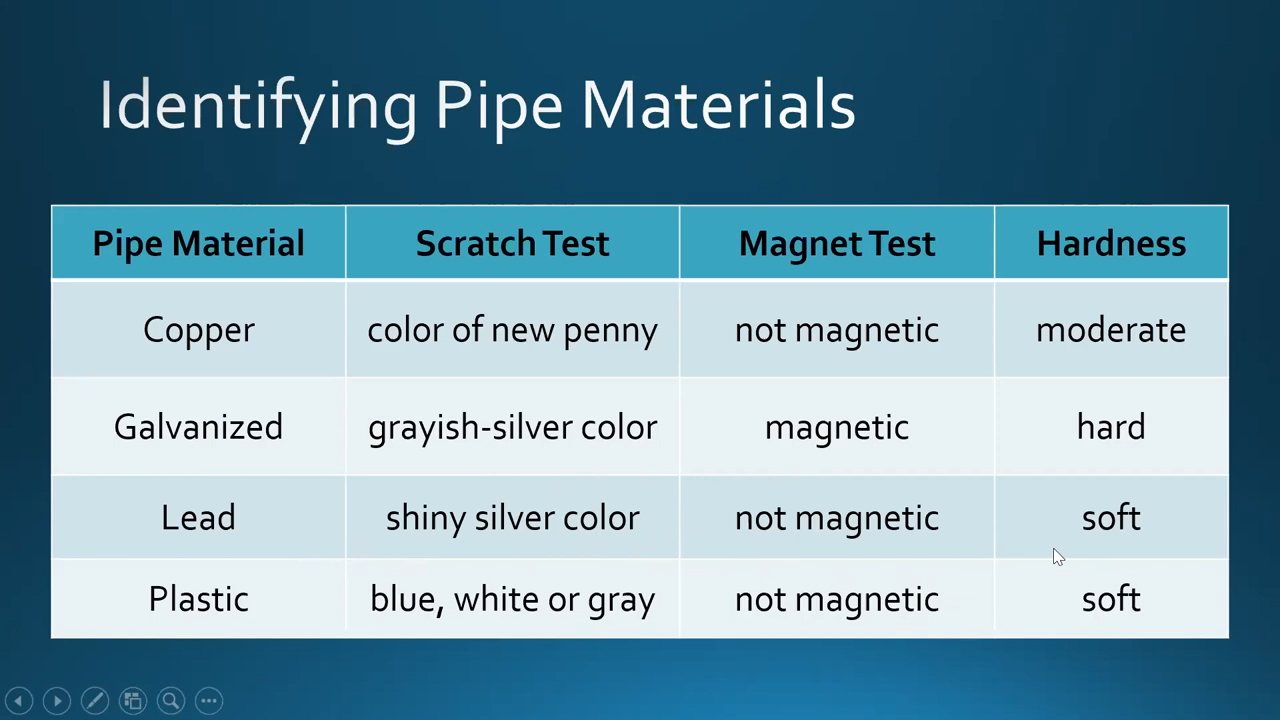 Identifying Pipe Materials
Pipe Material Scratch Test Magnet Test Hardness
Copper color of new penny not magnetic moderate
Galvanized grayish-silver color magnetic hard
Lead shiny silver color not magnetic soft
Plastic blue, white or gray not magnetic soft